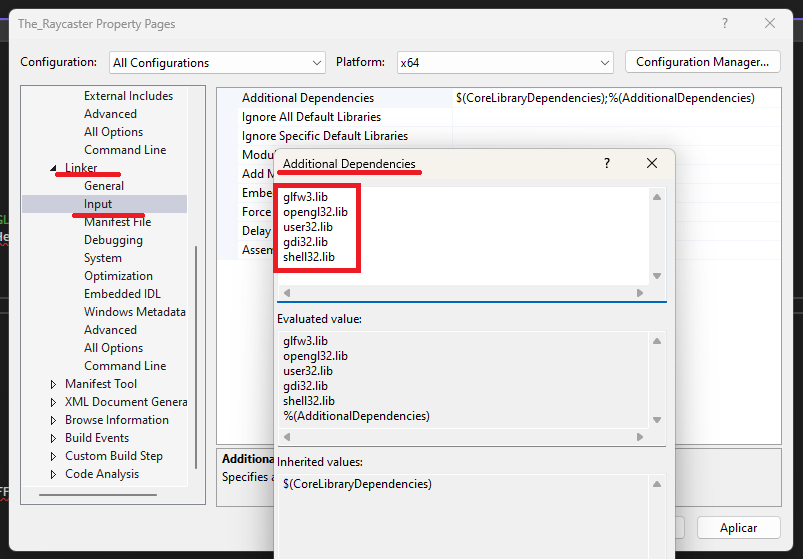 The_Raycaster Property Pages
Configuration: All Configurations Platform: x64 Configuration Manager...
External Includes
Advanced
All Options
Command Line
Linker
General
Input
Manifest File
Debugging
System
Optimization
Embedded IDL
Windows Metadata
Advanced
All Options
Command Line
Manifest Tool
XML Document Genera
Browse Information
Build Events
Custom Build Step
Code Analysis
Additional Dependencies $(CoreLibraryDependencies);%(AdditionalDependencies)
Ignore All Default Libraries
Ignore Specific Default Libraries
Modul
Add M
Embe
Force
Delay
Assem
Additiona
Specifies a
Additional Dependencies
glfw3.lib
opengl32.lib
user32.lib
gdi32.lib
shell32.lib
Evaluated value:
glfw3.lib
opengl32.lib
user32.lib
gdi32.lib
shell32.lib
%(AdditionalDependencies)
Inherited values:
$(CoreLibraryDependencies)
Aplicar